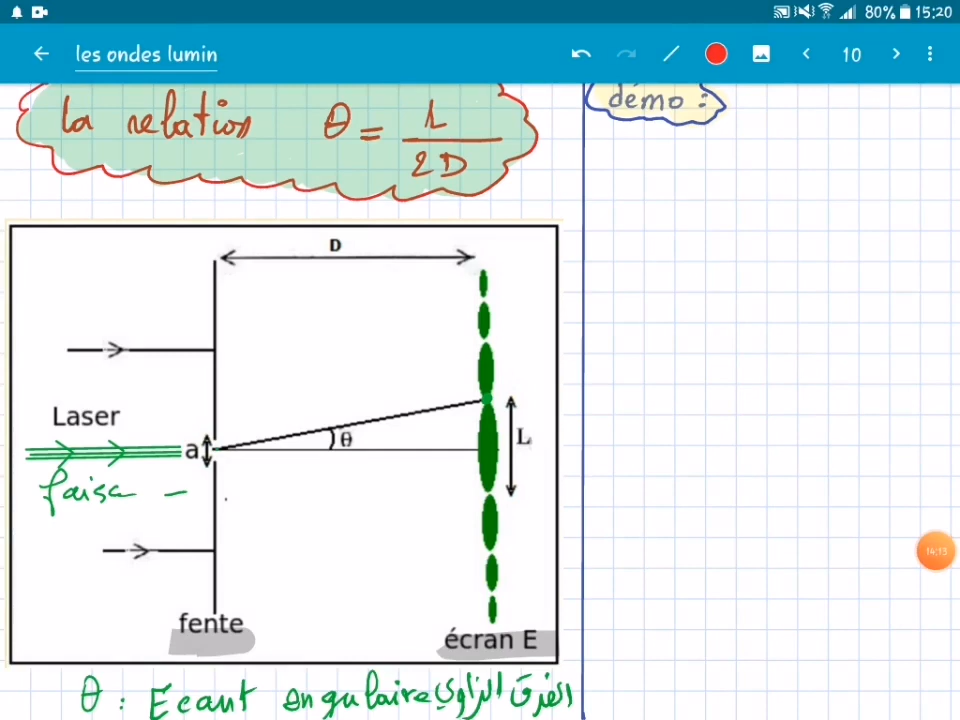 80% 15:20
les ondes lumin 10
démo :
la relation θ = L / 2D
D
Laser
a
θ
L
faisc -
fente
écran E
θ : Ecart angulaire الفرق الزاوي
14:13